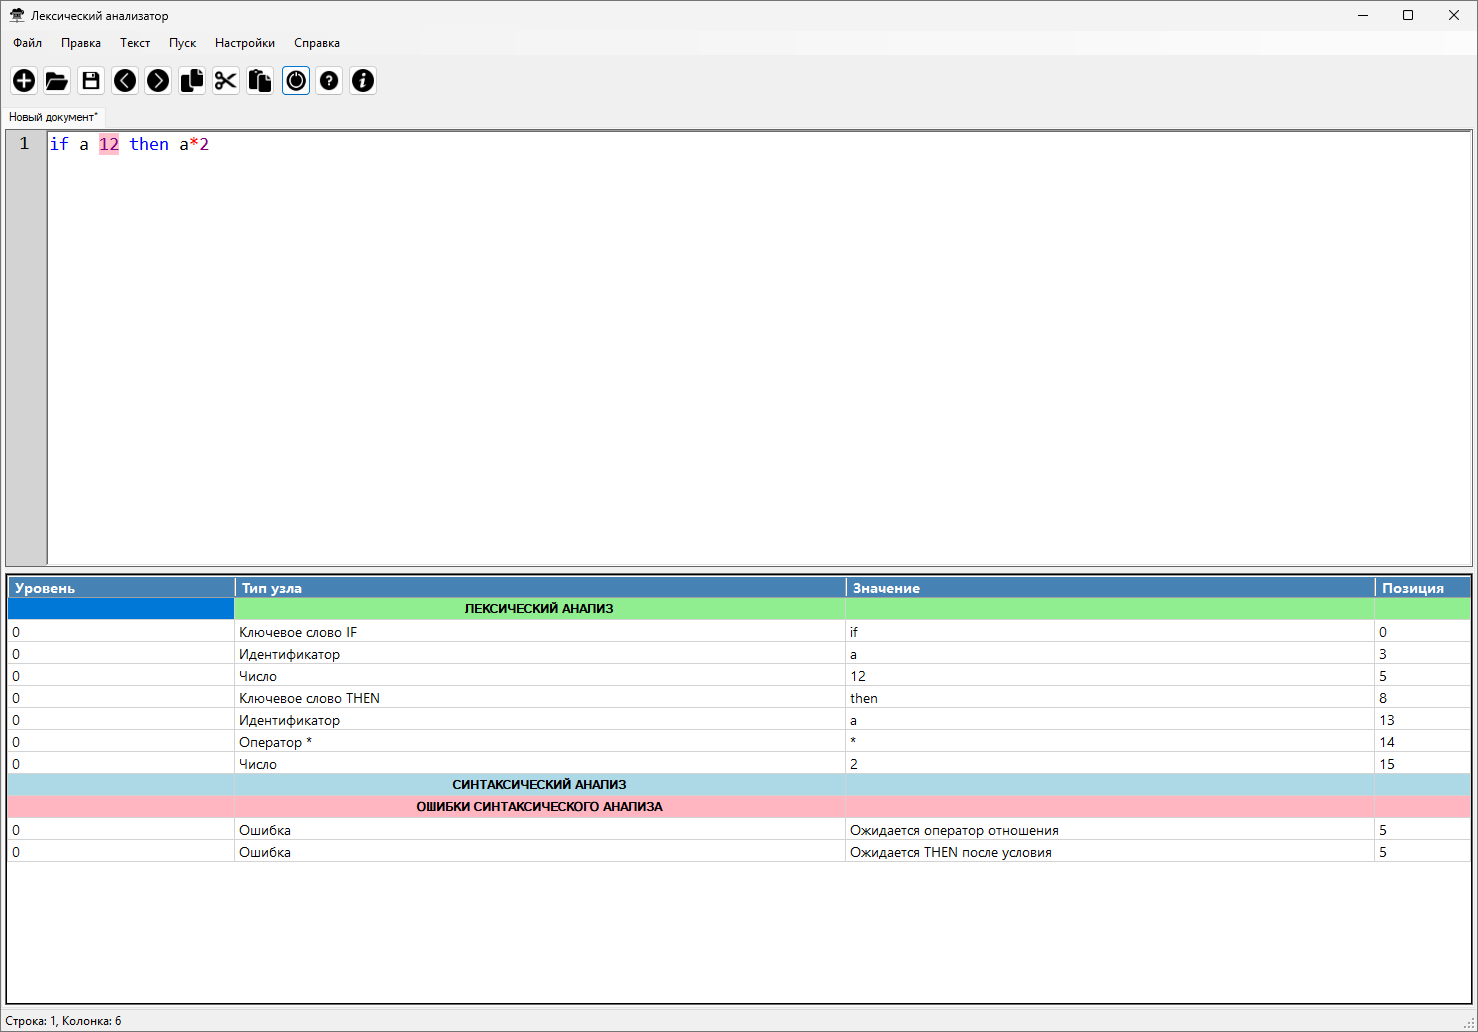 Лексический анализатор
Файл Правка Текст Пуск Настройки Справка
Новый документ*
1 if a 12 then a*2
Уровень Тип узла Значение Позиция
ЛЕКСИЧЕСКИЙ АНАЛИЗ
0 Ключевое слово IF if 0
0 Идентификатор a 3
0 Число 12 5
0 Ключевое слово THEN then 8
0 Идентификатор a 13
0 Оператор * * 14
0 Число 2 15
СИНТАКСИЧЕСКИЙ АНАЛИЗ
ОШИБКИ СИНТАКСИЧЕСКОГО АНАЛИЗА
0 Ошибка Ожидается оператор отношения 5
0 Ошибка Ожидается THEN после условия 5
Строка: 1, Колонка: 6